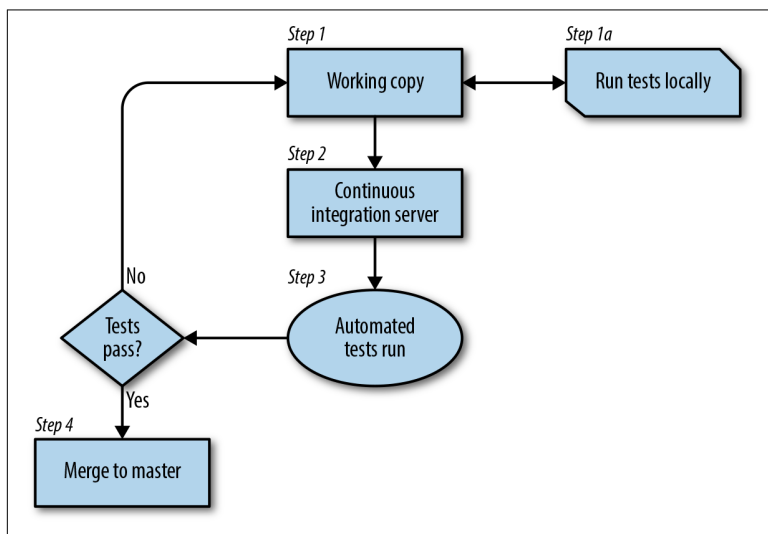 Step 1
Working copy
Step 1a
Run tests locally
Step 2
Continuous
integration server
Step 3
Automated
tests run
No
Tests
pass?
Yes
Step 4
Merge to master